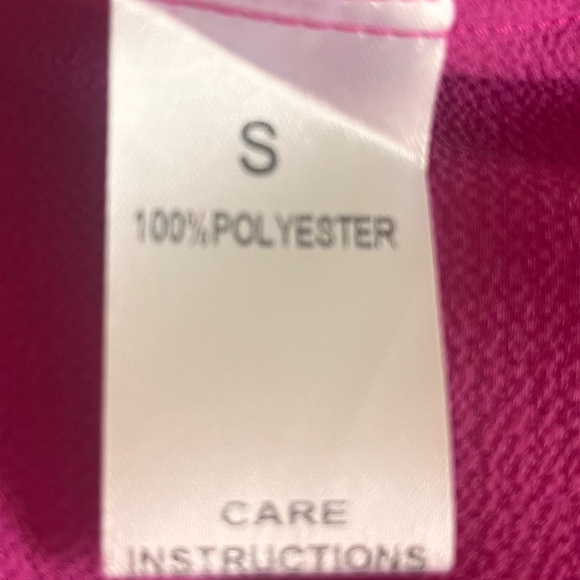 S
100%POLYESTER
CARE
INSTRUCTIONS